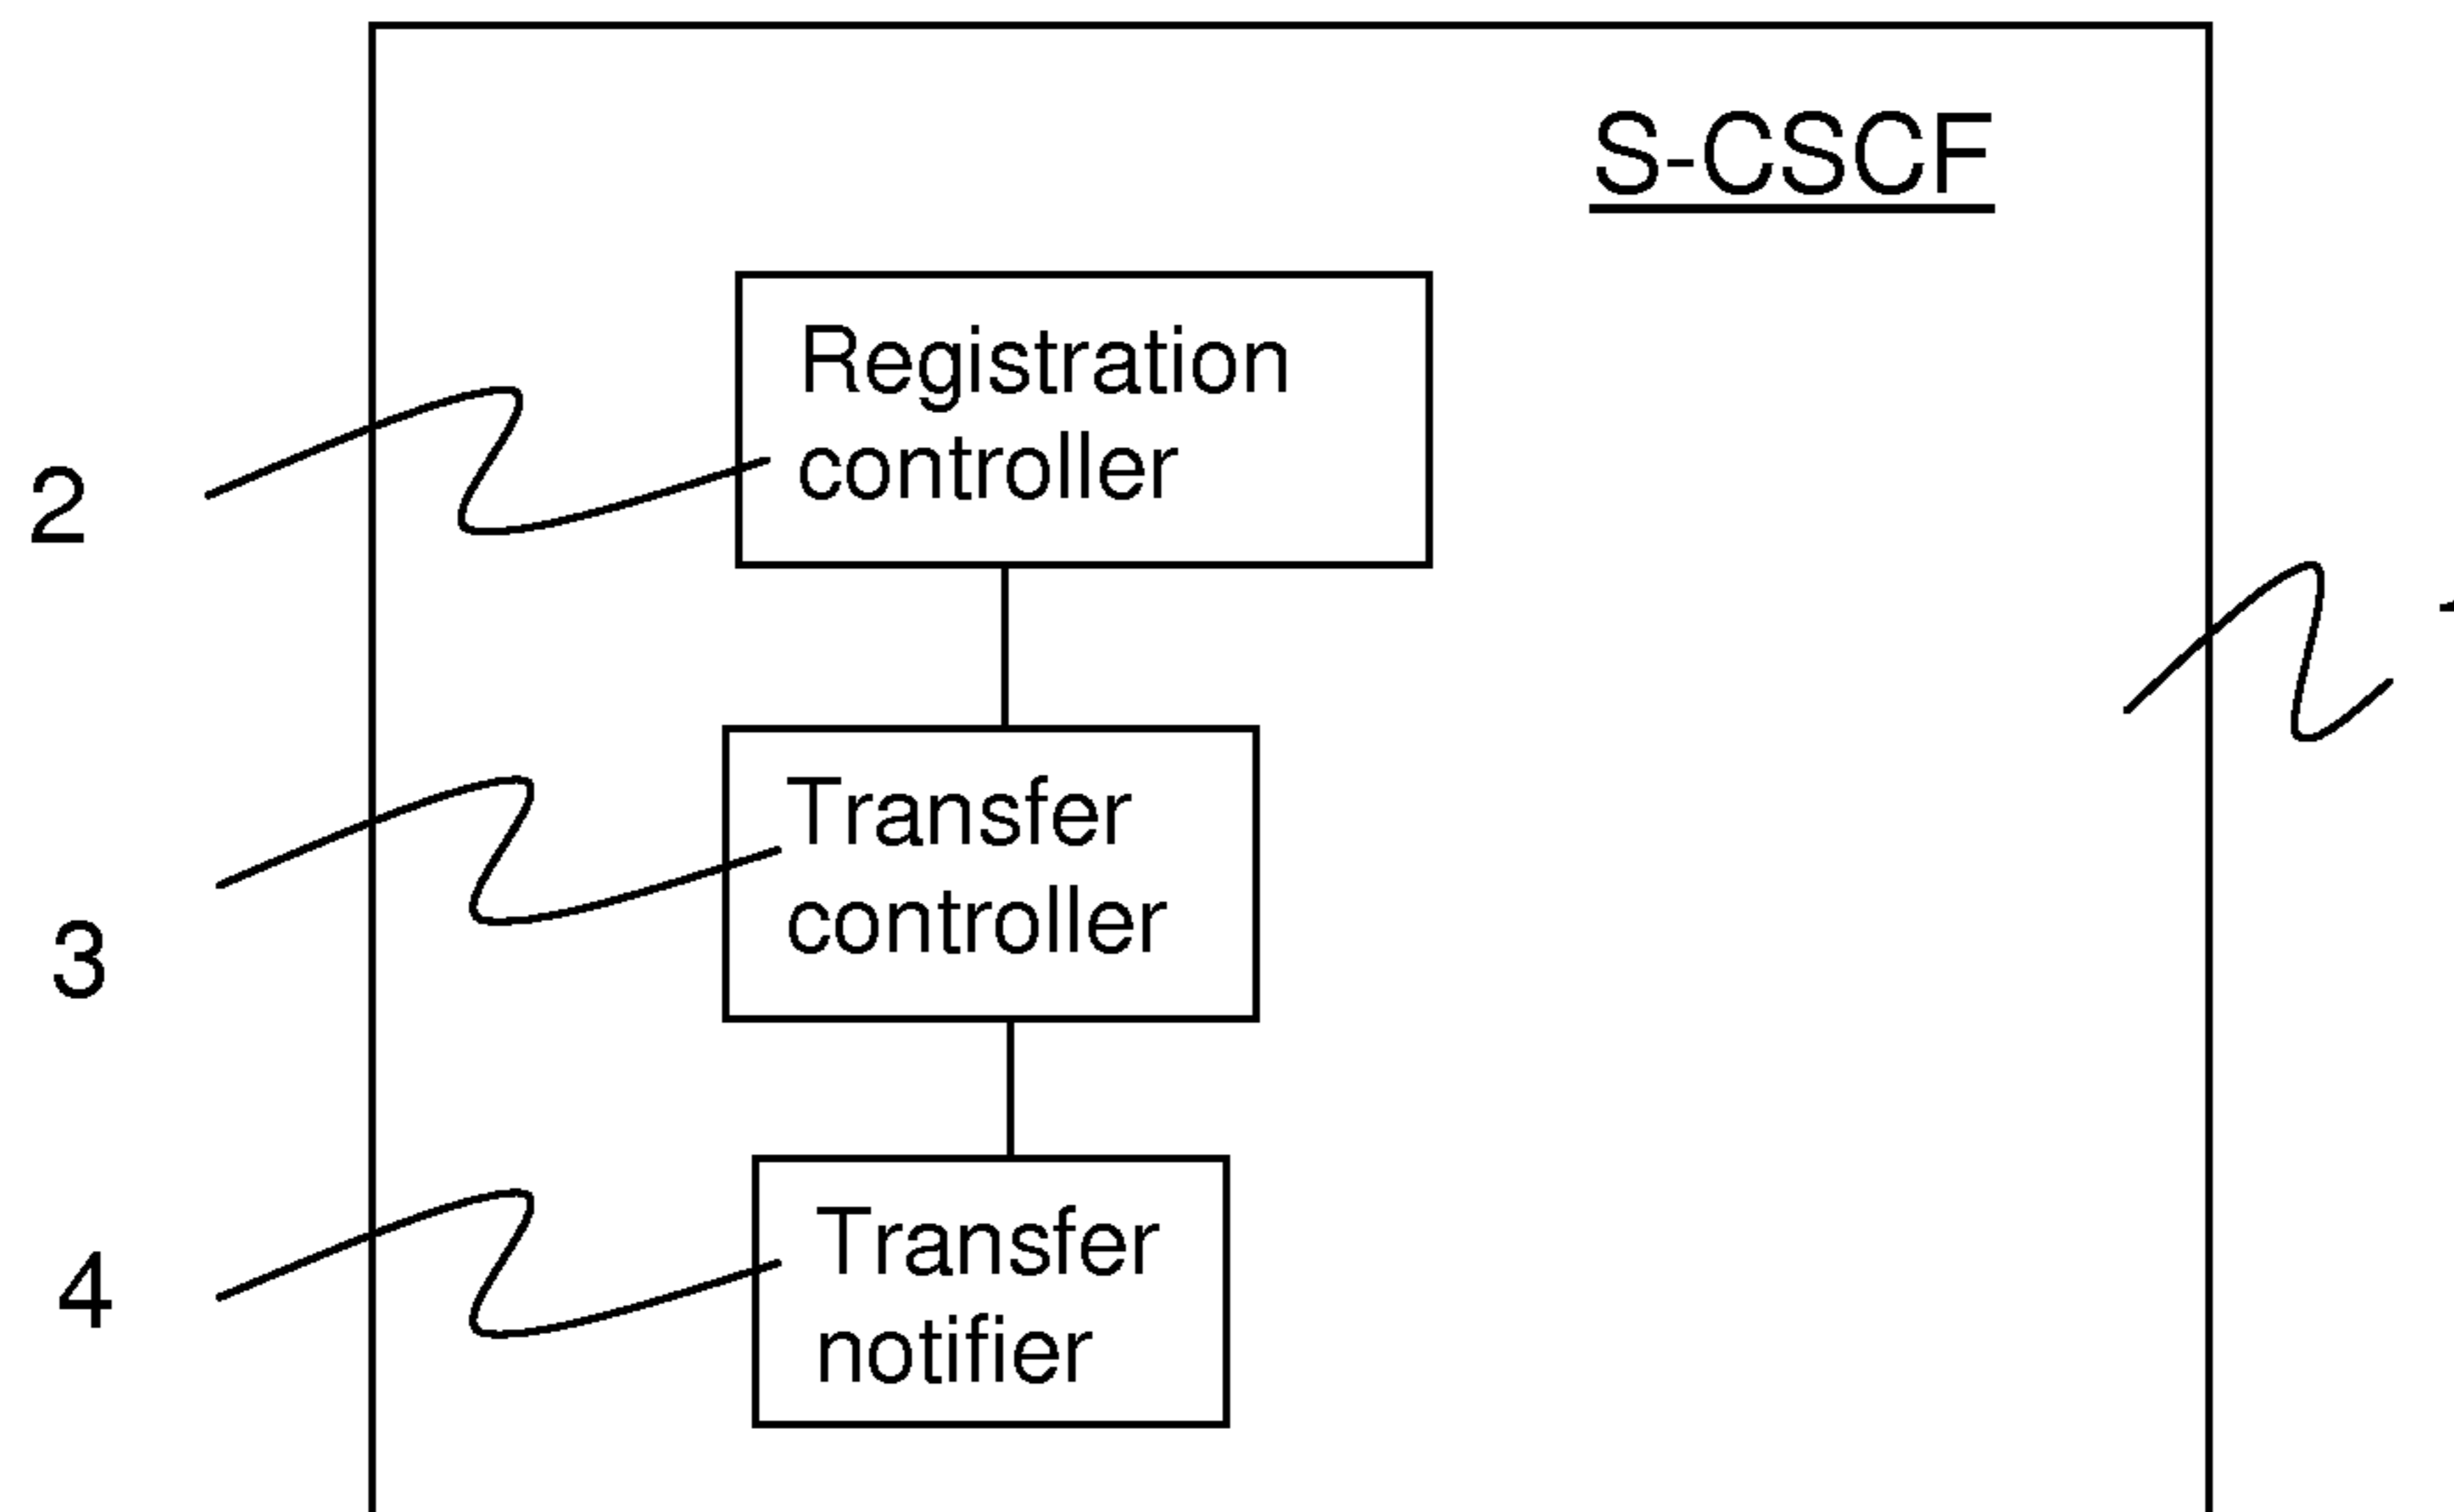 S-CSCF
Registration
controller
2
Transfer
controller
3
Transfer
notifier
4